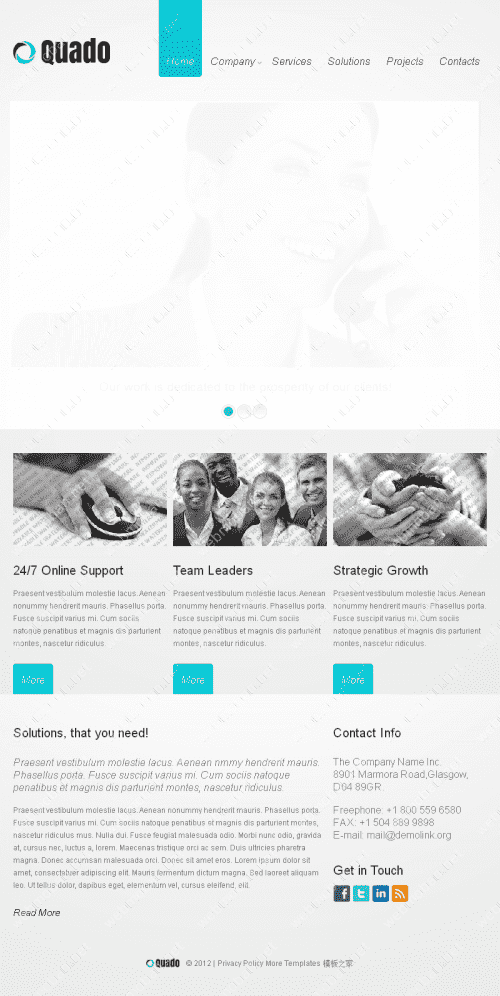 Quado
Home Company Services Solutions Projects Contacts
Our work is dedicated to the prosperity of our clients!
24/7 Online Support
Praesent vestibulum molestie lacus. Aenean
nonummy hendrerit mauris. Phasellus porta.
Fusce suscipit varius mi. Cum sociis
natoque penatibus et magnis dis parturient
montes, nascetur ridiculus.
More
Team Leaders
Praesent vestibulum molestie lacus. Aenean
nonummy hendrerit mauris. Phasellus porta.
Fusce suscipit varius mi. Cum sociis
natoque penatibus et magnis dis parturient
montes, nascetur ridiculus.
More
Strategic Growth
Praesent vestibulum molestie lacus. Aenean
nonummy hendrerit mauris. Phasellus porta.
Fusce suscipit varius mi. Cum sociis
natoque penatibus et magnis dis parturient
montes, nascetur ridiculus.
More
Solutions, that you need!
Praesent vestibulum molestie lacus. Aenean nmmy hendrerit mauris.
Phasellus porta. Fusce suscipit varius mi. Cum sociis natoque
penatibus et magnis dis parturient montes, nascetur ridiculus.
Praesent vestibulum molestie lacus. Aenean nonummy hendrerit mauris. Phasellus porta.
Fusce suscipit varius mi. Cum sociis natoque penatibus et magnis dis parturient montes,
nascetur ridiculus mus. Nulla dui. Fusce feugiat malesuada odio. Morbi nunc odio, gravida
at, cursus nec, luctus a, lorem. Maecenas tristique orci ac sem. Duis ultricies pharetra
magna. Donec accumsan malesuada orci. Donec sit amet eros. Lorem ipsum dolor sit
amet, consectetuer adipiscing elit. Mauris fermentum dictum magna. Sed laoreet aliquam
leo. Ut tellus dolor, dapibus eget, elementum vel, cursus eleifend, elit.
Read More
Contact Info
The Company Name Inc.
8901 Marmora Road,Glasgow,
D04 89GR.
Freephone: +1 800 559 6580
FAX: +1 504 889 9898
E-mail: mail@demolink.org
Get in Touch
Quado © 2012 | Privacy Policy More Templates 模板之家